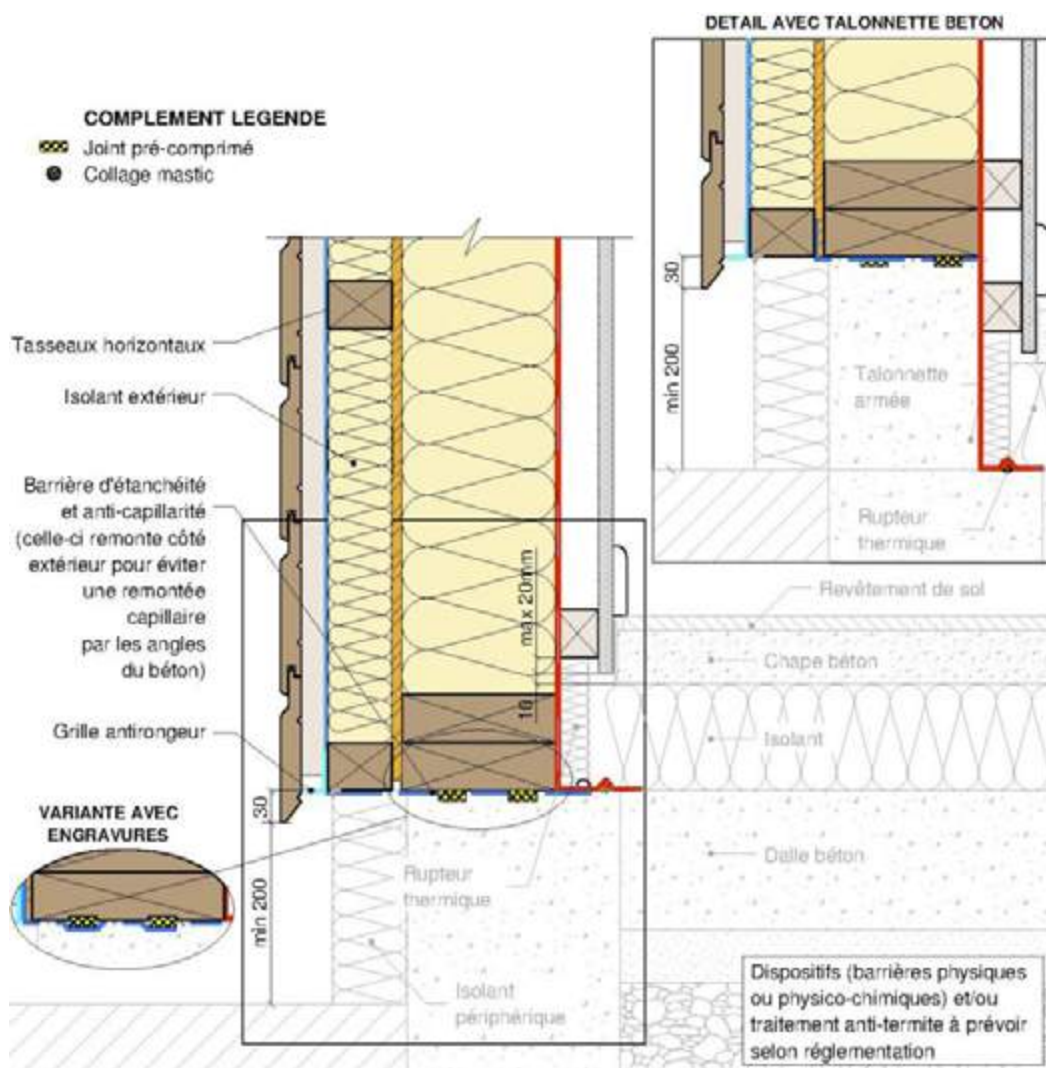 DETAIL AVEC TALONNETTE BETON
COMPLEMENT LEGENDE
Joint pré-comprimé
Collage mastic
30
min 200
Talonnette
armée
Rupteur
thermique
Tasseaux horizontaux
Isolant extérieur
Barrière d'étanchéité
et anti-capillarité
(celle-ci remonte côté
extérieur pour éviter
une remontée
capillaire
par les angles
du béton)
Grille antirongeur
max 20mm
10
Revêtement de sol
Chape béton
Isolant
Dalle béton
VARIANTE AVEC
ENGRAVURES
30
min 200
Rupteur
thermique
Isolant
périphérique
Dispositifs (barrières physiques
ou physico-chimiques) et/ou
traitement anti-termite à prévoir
selon réglementation